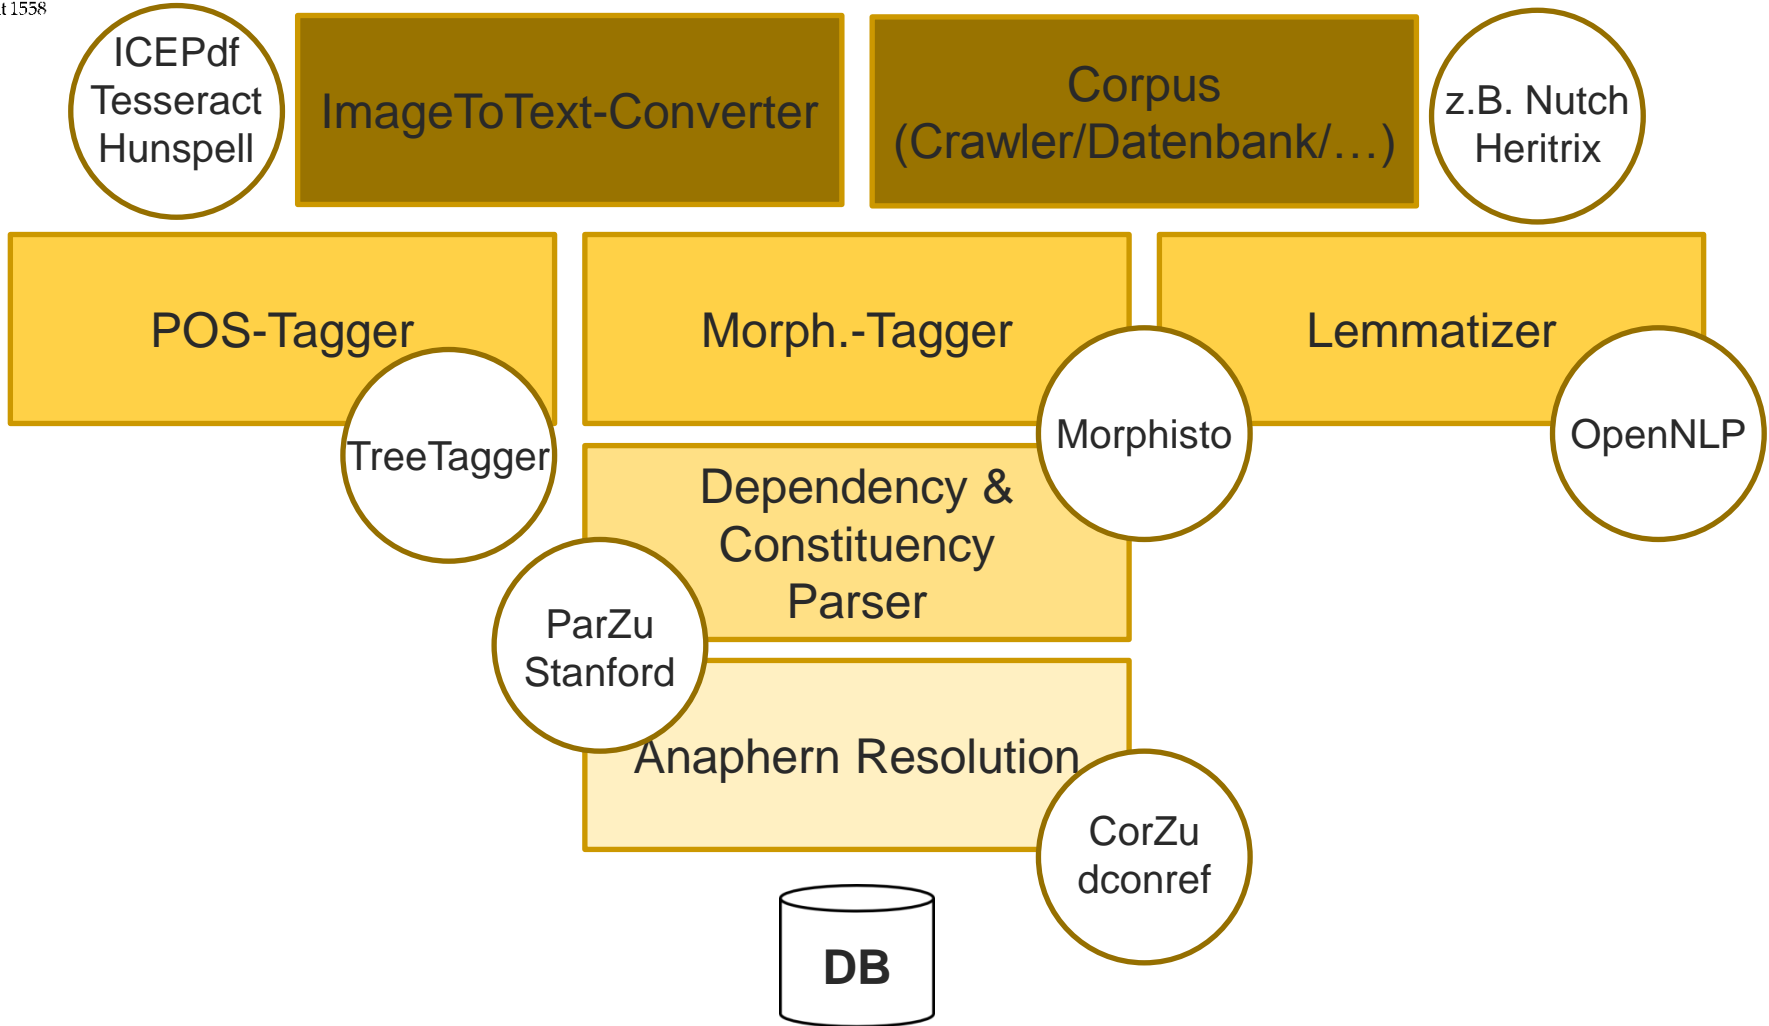 t 1558
ICEPdf
Tesseract
Hunspell
ImageToText-Converter
Corpus
(Crawler/Datenbank/…)
z.B. Nutch
Heritrix
POS-Tagger
Morph.-Tagger
Lemmatizer
TreeTagger
Morphisto
OpenNLP
Dependency &
Constituency
Parser
ParZu
Stanford
Anaphern Resolution
CorZu
dconref
DB